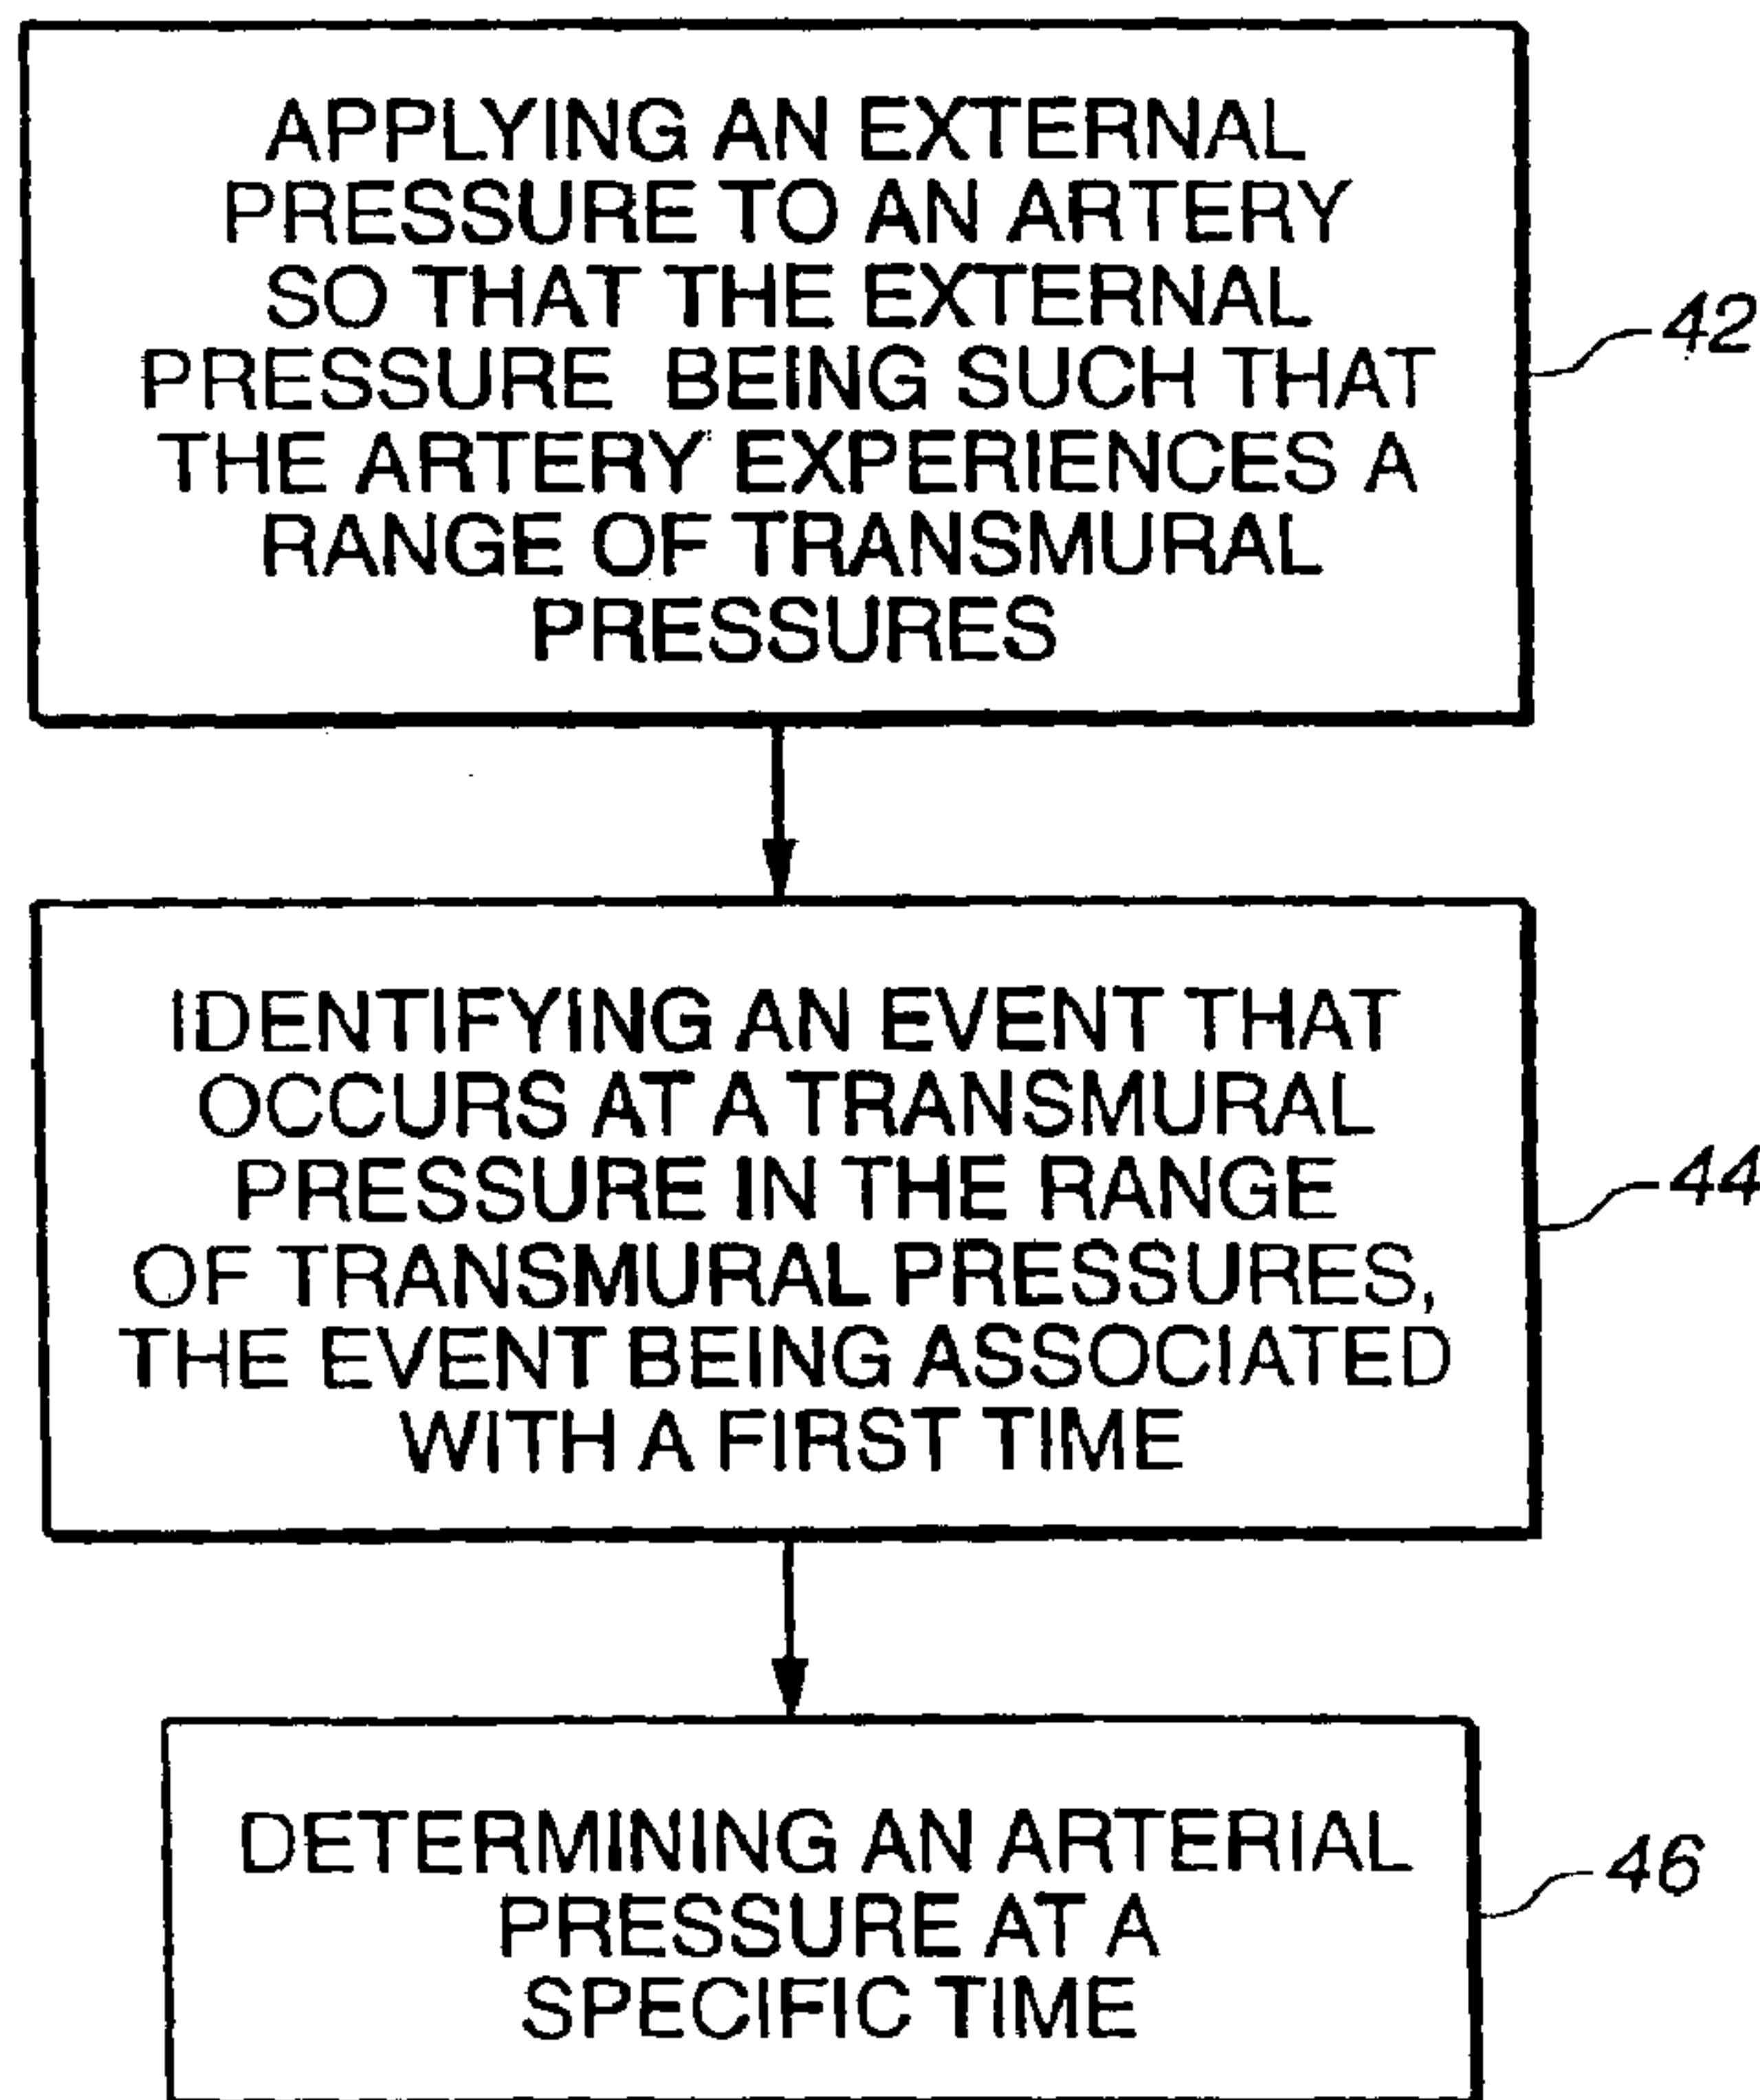 APPLYING AN EXTERNAL
PRESSURE TO AN ARTERY
SO THAT THE EXTERNAL
PRESSURE BEING SUCH THAT
THE ARTERY EXPERIENCES A
RANGE OF TRANSMURAL
PRESSURES
42
IDENTIFYING AN EVENT THAT
OCCURS AT A TRANSMURAL
PRESSURE IN THE RANGE
OF TRANSMURAL PRESSURES,
THE EVENT BEING ASSOCIATED
WITH A FIRST TIME
44
DETERMINING AN ARTERIAL
PRESSURE AT A
SPECIFIC TIME
46